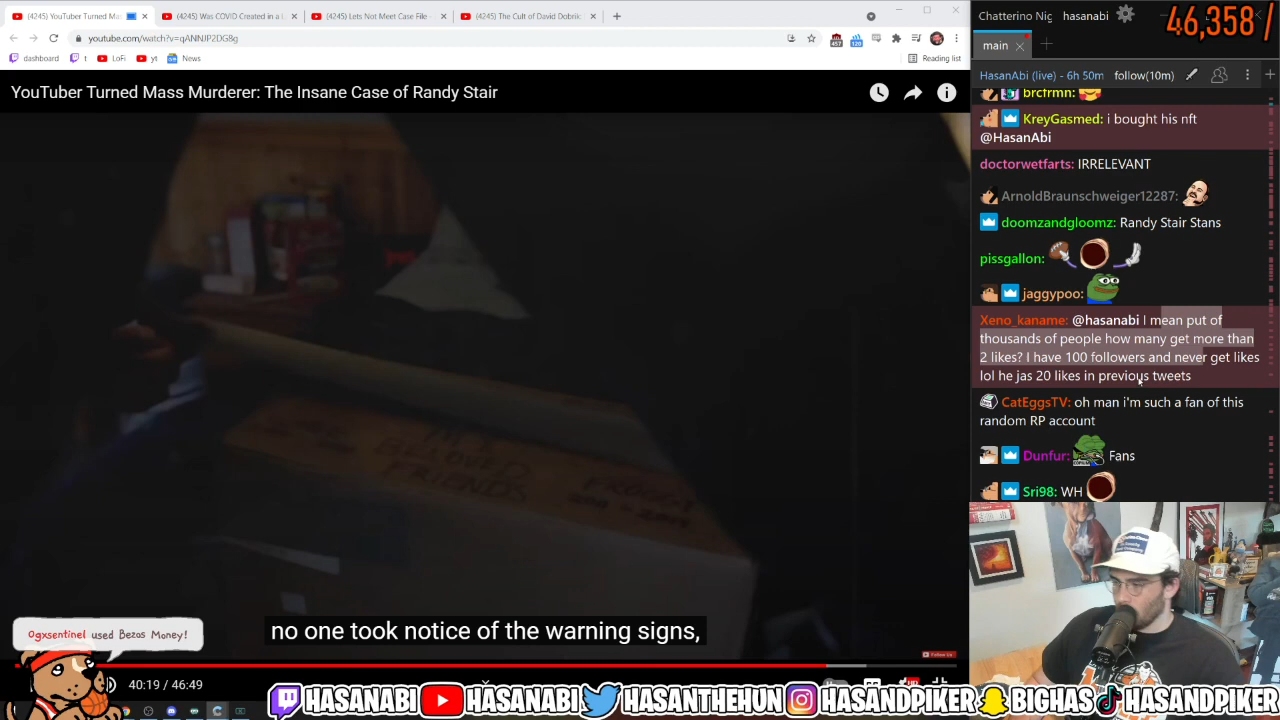 (4245) YouTuber Turned Mas
(4245) Was COVID Created in a L
(4245) Lets Not Meet Case File -
(4245) The Cult of David Dobrik:
youtube.com/watch?v=qANNJP2DG8g
457
120
dashboard
t
LoFi
yt
News
Reading list
YouTuber Turned Mass Murderer: The Insane Case of Randy Stair
no one took notice of the warning signs,
Follow Us
Ogxsentinel used Bezos Money!
40:19 / 46:49
Chatterino Nig
hasanabi
46,358 /
main
HasanAbi (live) - 6h 50m
follow(10m)
brcfrmn:
KreyGasmed: i bought his nft
@HasanAbi
doctorwetfarts: IRRELEVANT
ArnoldBraunschweiger12287:
doomzandgloomz: Randy Stair Stans
pissgallon:
jaggypoo:
Xeno_kaname: @hasanabi I mean put of
thousands of people how many get more than
2 likes? I have 100 followers and never get likes
lol he jas 20 likes in previous tweets
CatEggsTV: oh man i'm such a fan of this
random RP account
Dunfur: Fans
Sri98: WH
HASANABI
HASANABI
HASANTHEHUN
HASANDPIKER
BIGHAS
HASANDPIKER